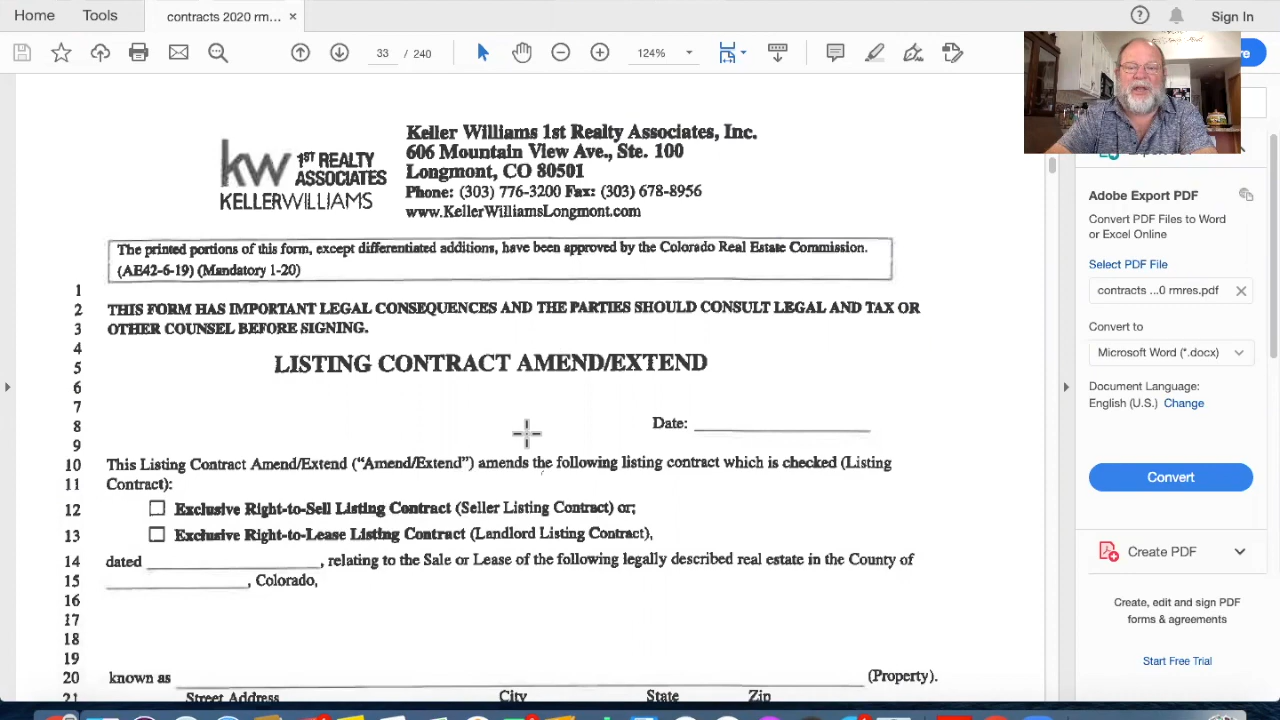 Home
Tools
contracts 2020 rm... ×
Sign In
33 / 240
124%
kw 1ST REALTY
ASSOCIATES
KELLERWILLIAMS
Keller Williams 1st Realty Associates, Inc.
606 Mountain View Ave., Ste. 100
Longmont, CO 80501
Phone: (303) 776-3200 Fax: (303) 678-8956
www.KellerWilliamsLongmont.com
The printed portions of this form, except differentiated additions, have been approved by the Colorado Real Estate Commission.
(AE42-6-19) (Mandatory 1-20)
1
2 THIS FORM HAS IMPORTANT LEGAL CONSEQUENCES AND THE PARTIES SHOULD CONSULT LEGAL AND TAX OR
3 OTHER COUNSEL BEFORE SIGNING.
4
5 LISTING CONTRACT AMEND/EXTEND
6
7
8 Date:
9
10 This Listing Contract Amend/Extend (“Amend/Extend”) amends the following listing contract which is checked (Listing
11 Contract):
12 Exclusive Right-to-Sell Listing Contract (Seller Listing Contract) or;
13 Exclusive Right-to-Lease Listing Contract (Landlord Listing Contract),
14 dated ____________, relating to the Sale or Lease of the following legally described real estate in the County of
15 ____________, Colorado,
16
17
18
19
20 known as ____________ (Property).
21 Street Address City State Zip
Adobe Export PDF
Convert PDF Files to Word
or Excel Online
Select PDF File
contracts ...0 rmres.pdf
Convert to
Microsoft Word (*.docx)
Document Language:
English (U.S.) Change
Convert
Create PDF
Create, edit and sign PDF
forms & agreements
Start Free Trial